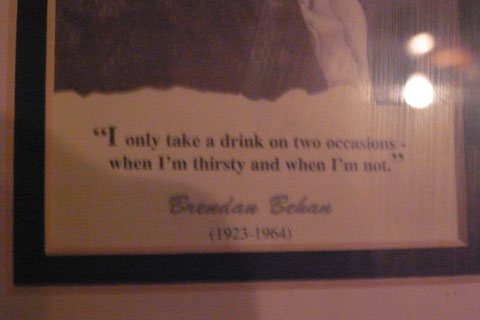 “I only take a drink on two occasions -
when I'm thirsty and when I'm not.”
Brendan Behan
(1923-1964)